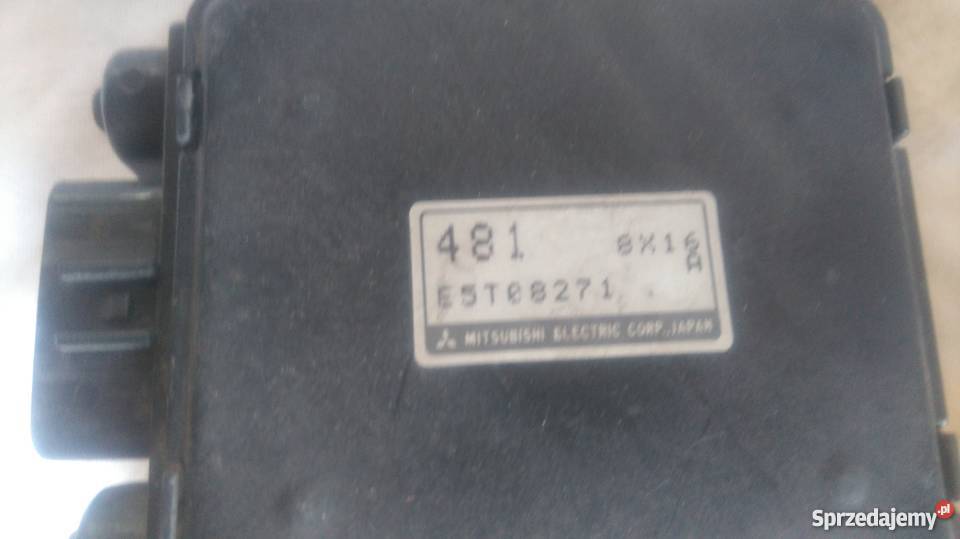 481 8X16
A
E5T08271
MITSUBISHI ELECTRIC CORP., JAPAN
Sprzedajemy.pl